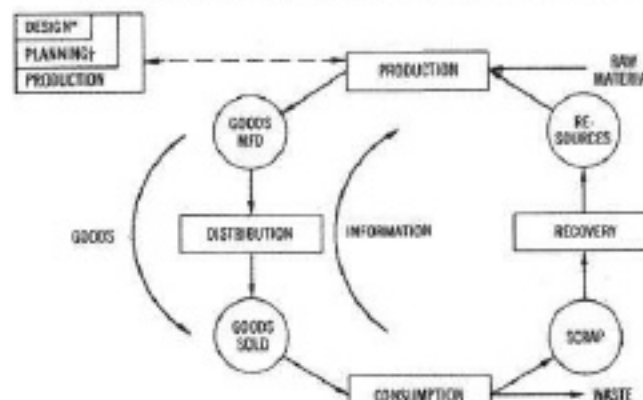 DESIGN*
PLANNING†
PRODUCTION
PRODUCTION
RAW
MATERIA
GOODS
MFD
RE-
SOURCES
GOODS
DISTRIBUTION
INFORMATION
RECOVERY
GOODS
SOLD
SCRAP
CONSUMPTION
WASTE